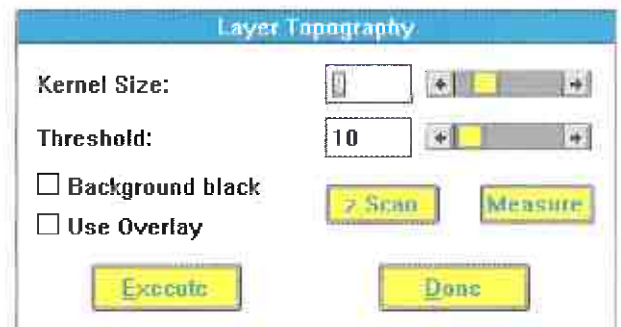 Layer Topography
Kernel Size:
Threshold: 10
Background black
z Scan Measure
Use Overlay
Execute Done